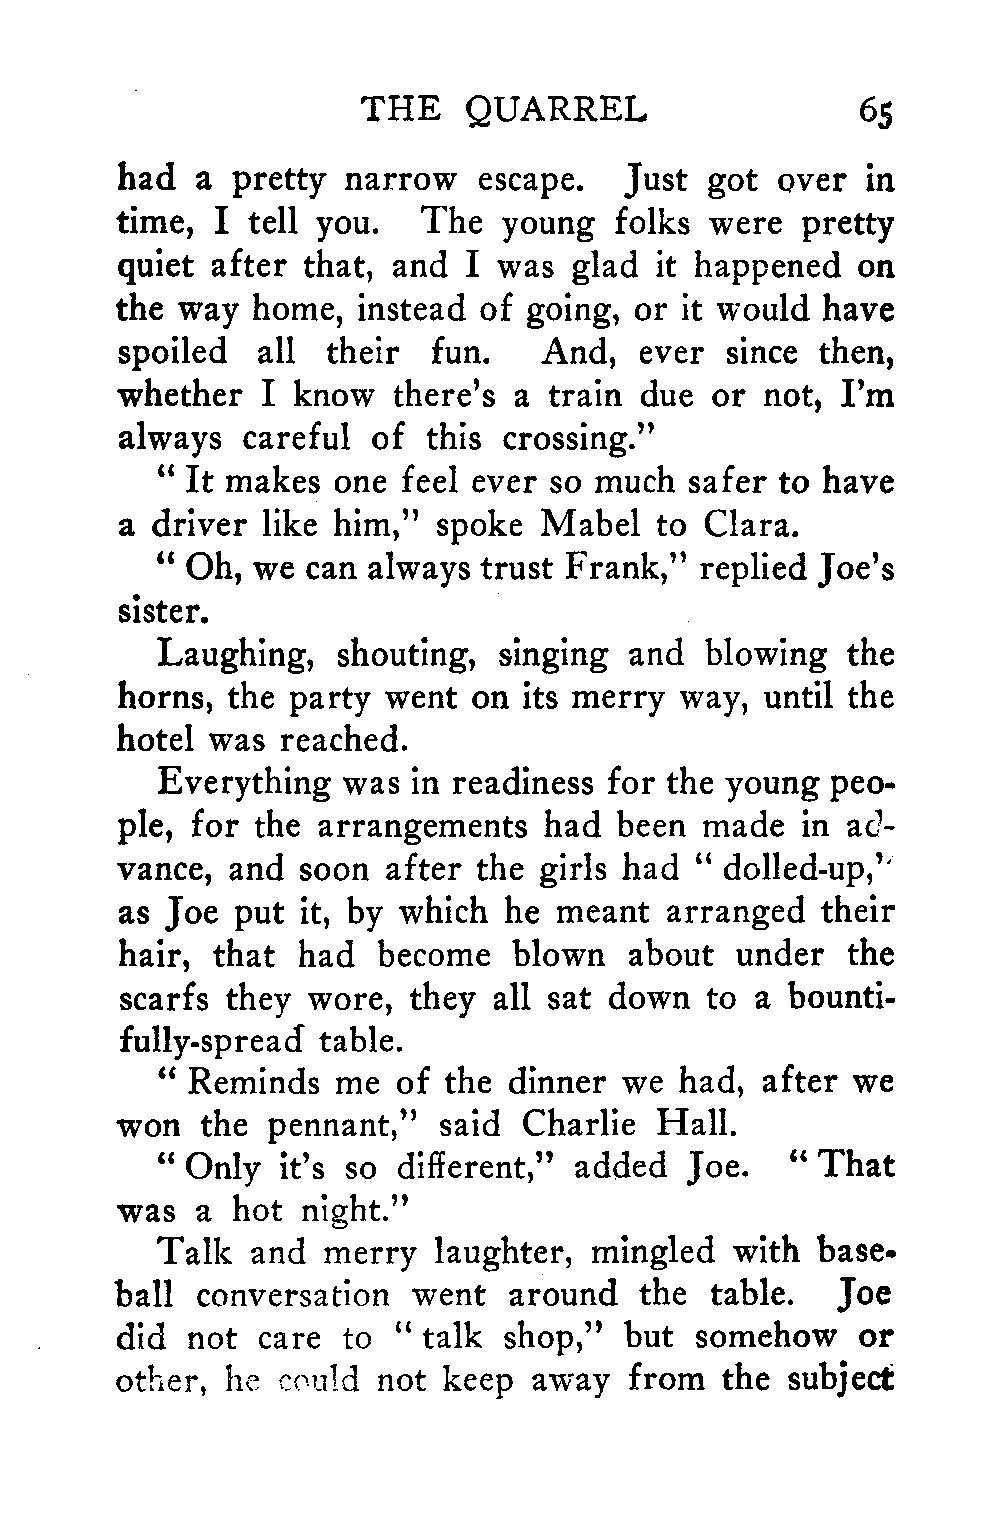 THE QUARREL 65
had a pretty narrow escape. Just got over in
time, I tell you. The young folks were pretty
quiet after that, and I was glad it happened on
the way home, instead of going, or it would have
spoiled all their fun. And, ever since then,
whether I know there's a train due or not, I'm
always careful of this crossing."
" It makes one feel ever so much safer to have
a driver like him," spoke Mabel to Clara.
" Oh, we can always trust Frank," replied Joe's
sister.
Laughing, shouting, singing and blowing the
horns, the party went on its merry way, until the
hotel was reached.
Everything was in readiness for the young peo-
ple, for the arrangements had been made in ad-
vance, and soon after the girls had " dolled-up,"
as Joe put it, by which he meant arranged their
hair, that had become blown about under the
scarfs they wore, they all sat down to a bounti-
fully-spread table.
" Reminds me of the dinner we had, after we
won the pennant," said Charlie Hall.
" Only it's so different," added Joe. " That
was a hot night."
Talk and merry laughter, mingled with base-
ball conversation went around the table. Joe
did not care to " talk shop," but somehow or
other, he could not keep away from the subject